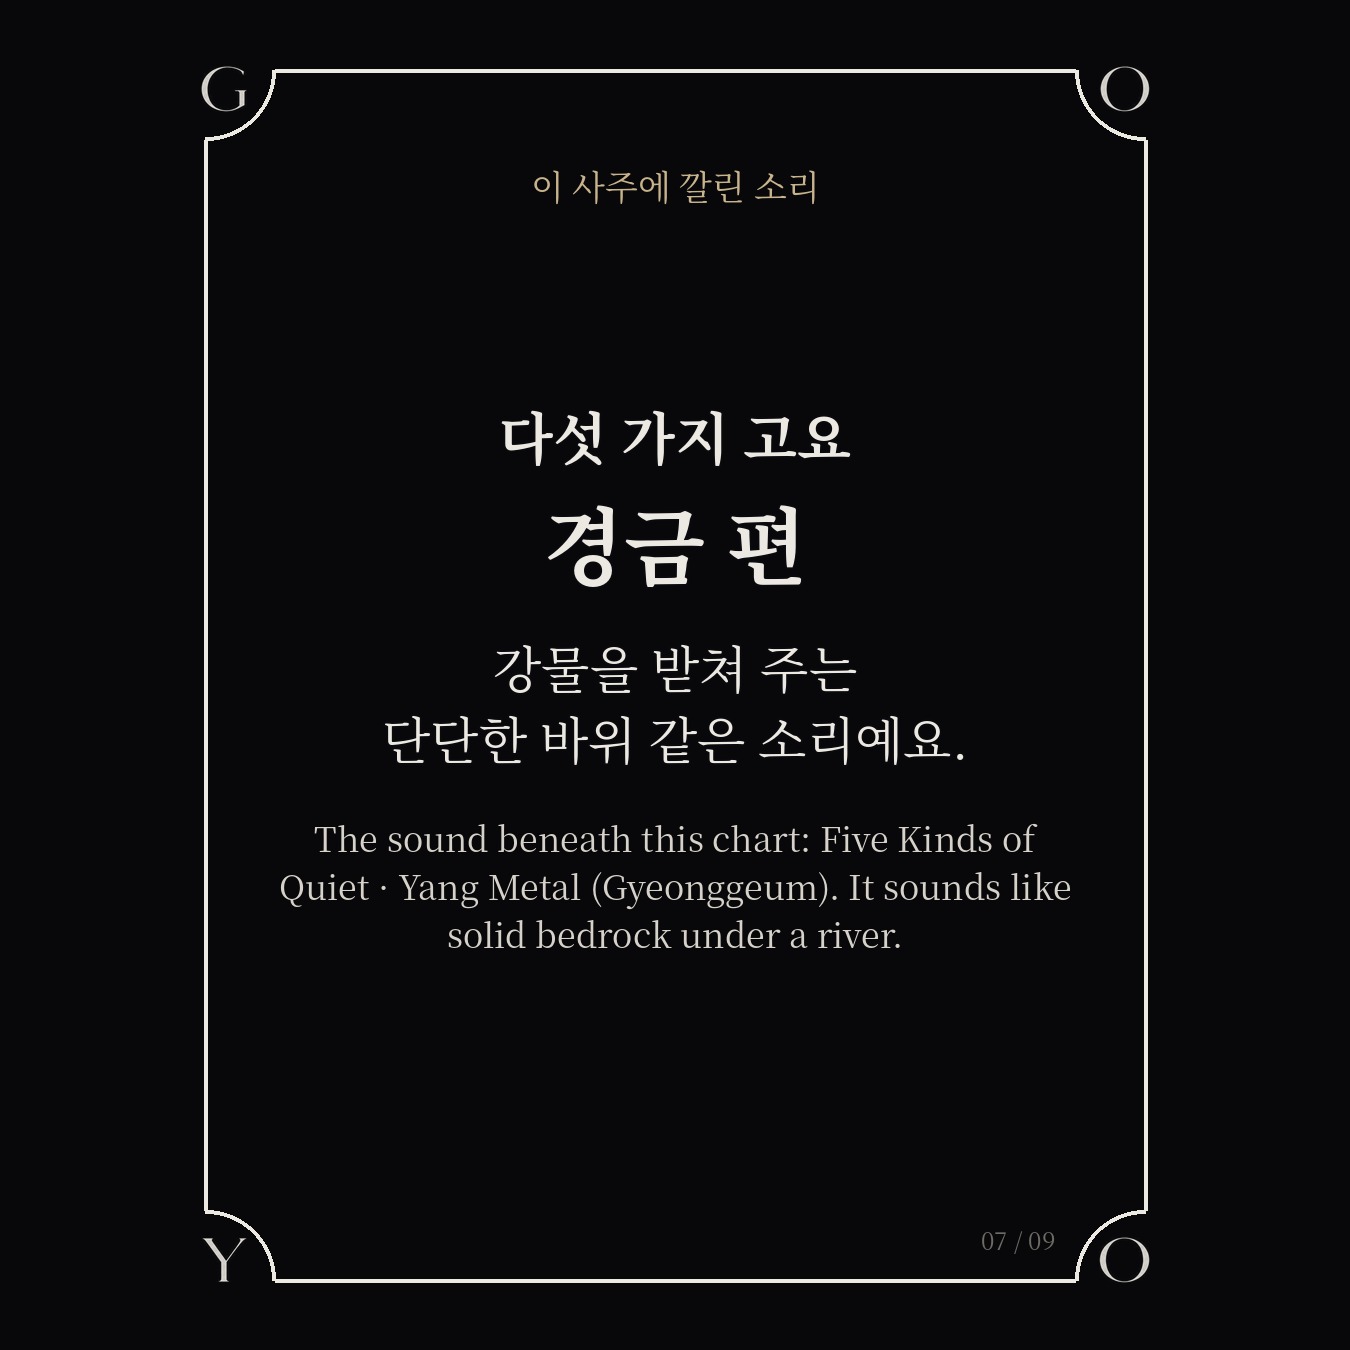 G O
이 사주에 깔린 소리
다섯 가지 고요
경금 편
강물을 받쳐 주는
단단한 바위 같은 소리예요.
The sound beneath this chart: Five Kinds of
Quiet · Yang Metal (Gyeonggeum). It sounds like
solid bedrock under a river.
07 / 09
Y O